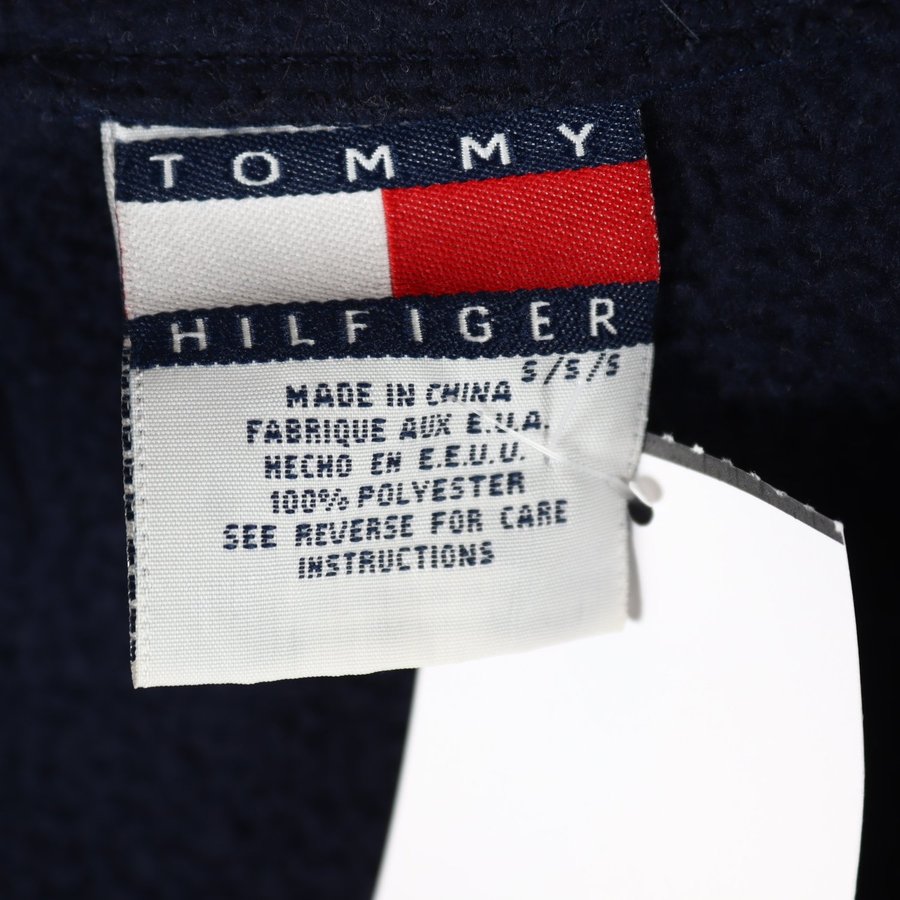 TOMMY
HILFIGER
S/S/S
MADE IN CHINA
FABRIQUE AUX E.U.A.
HECHO EN E.E.U.U.
100% POLYESTER
SEE REVERSE FOR CARE
INSTRUCTIONS